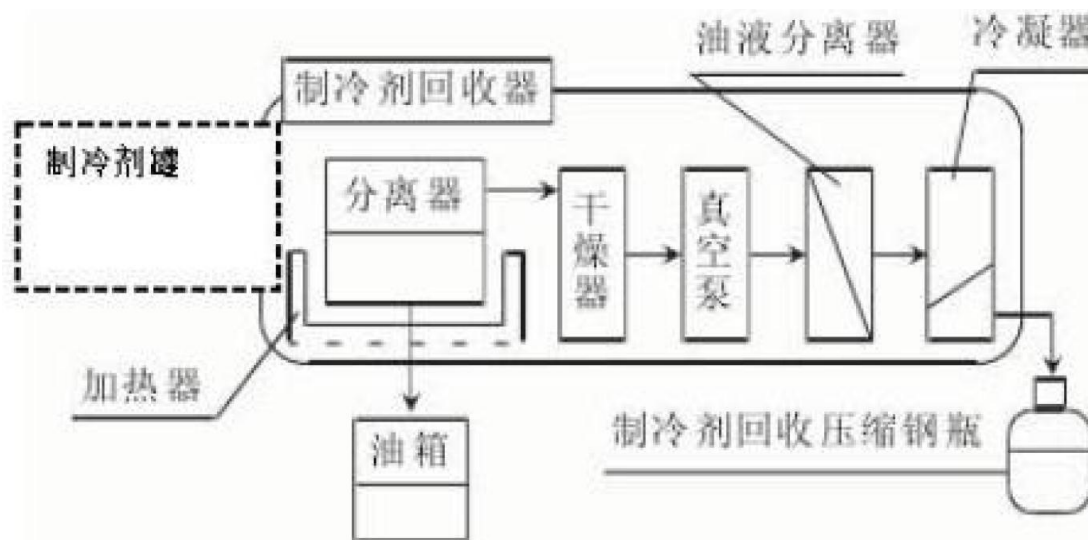 油液分离器
冷凝器
制冷剂回收器
制冷剂罐
分离器
干燥器
真空泵
加热器
油箱
制冷剂回收压缩钢瓶